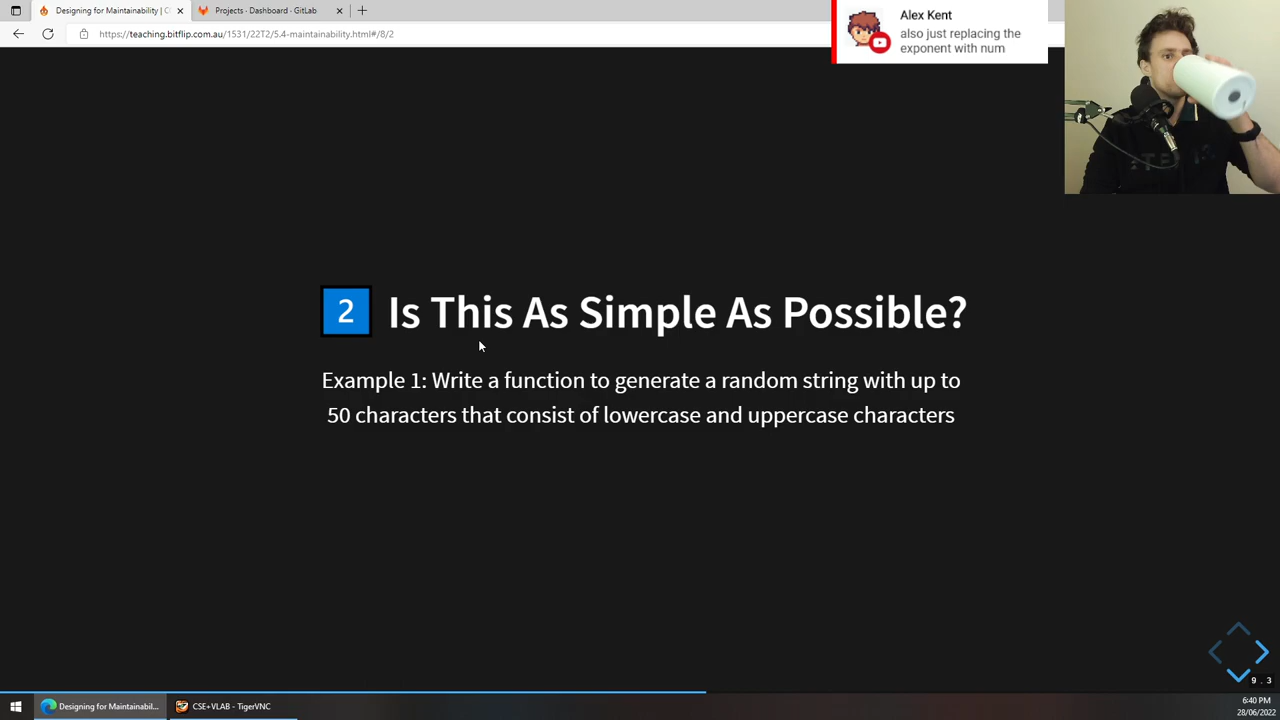 Designing for Maintainability | C
Projects · Dashboard · GitLab
https://teaching.bitflip.com.au/1531/22T2/5.4-maintainability.html#/8/2
Alex Kent
also just replacing the
exponent with num
2 Is This As Simple As Possible?
Example 1: Write a function to generate a random string with up to
50 characters that consist of lowercase and uppercase characters
9.3
Designing for Maintainabil...
CSE+VLAB - TigerVNC
6:40 PM
28/06/2022